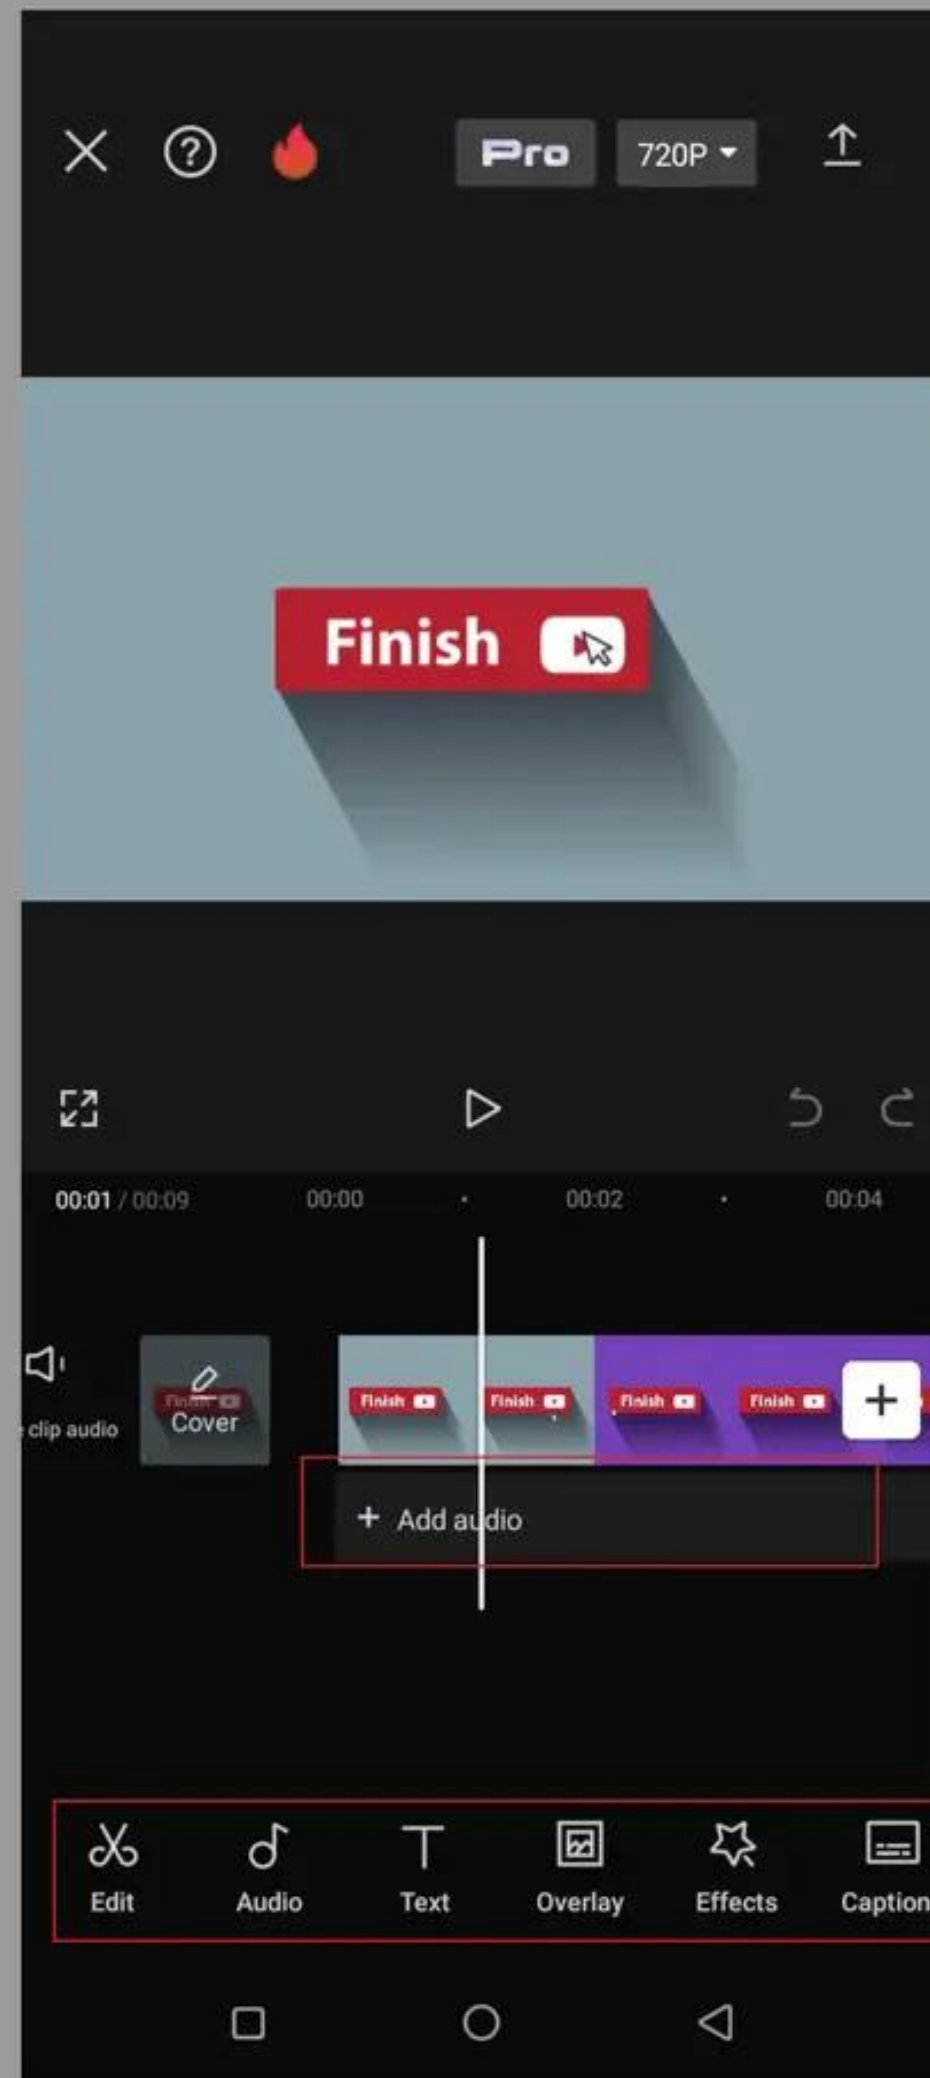 Pro 720P
Finish
00:01 / 00:09 00:00 00:02 00:04
Finish Finish Finish Finish
clip audio
Cover
+ Add audio
Edit Audio Text Overlay Effects Caption